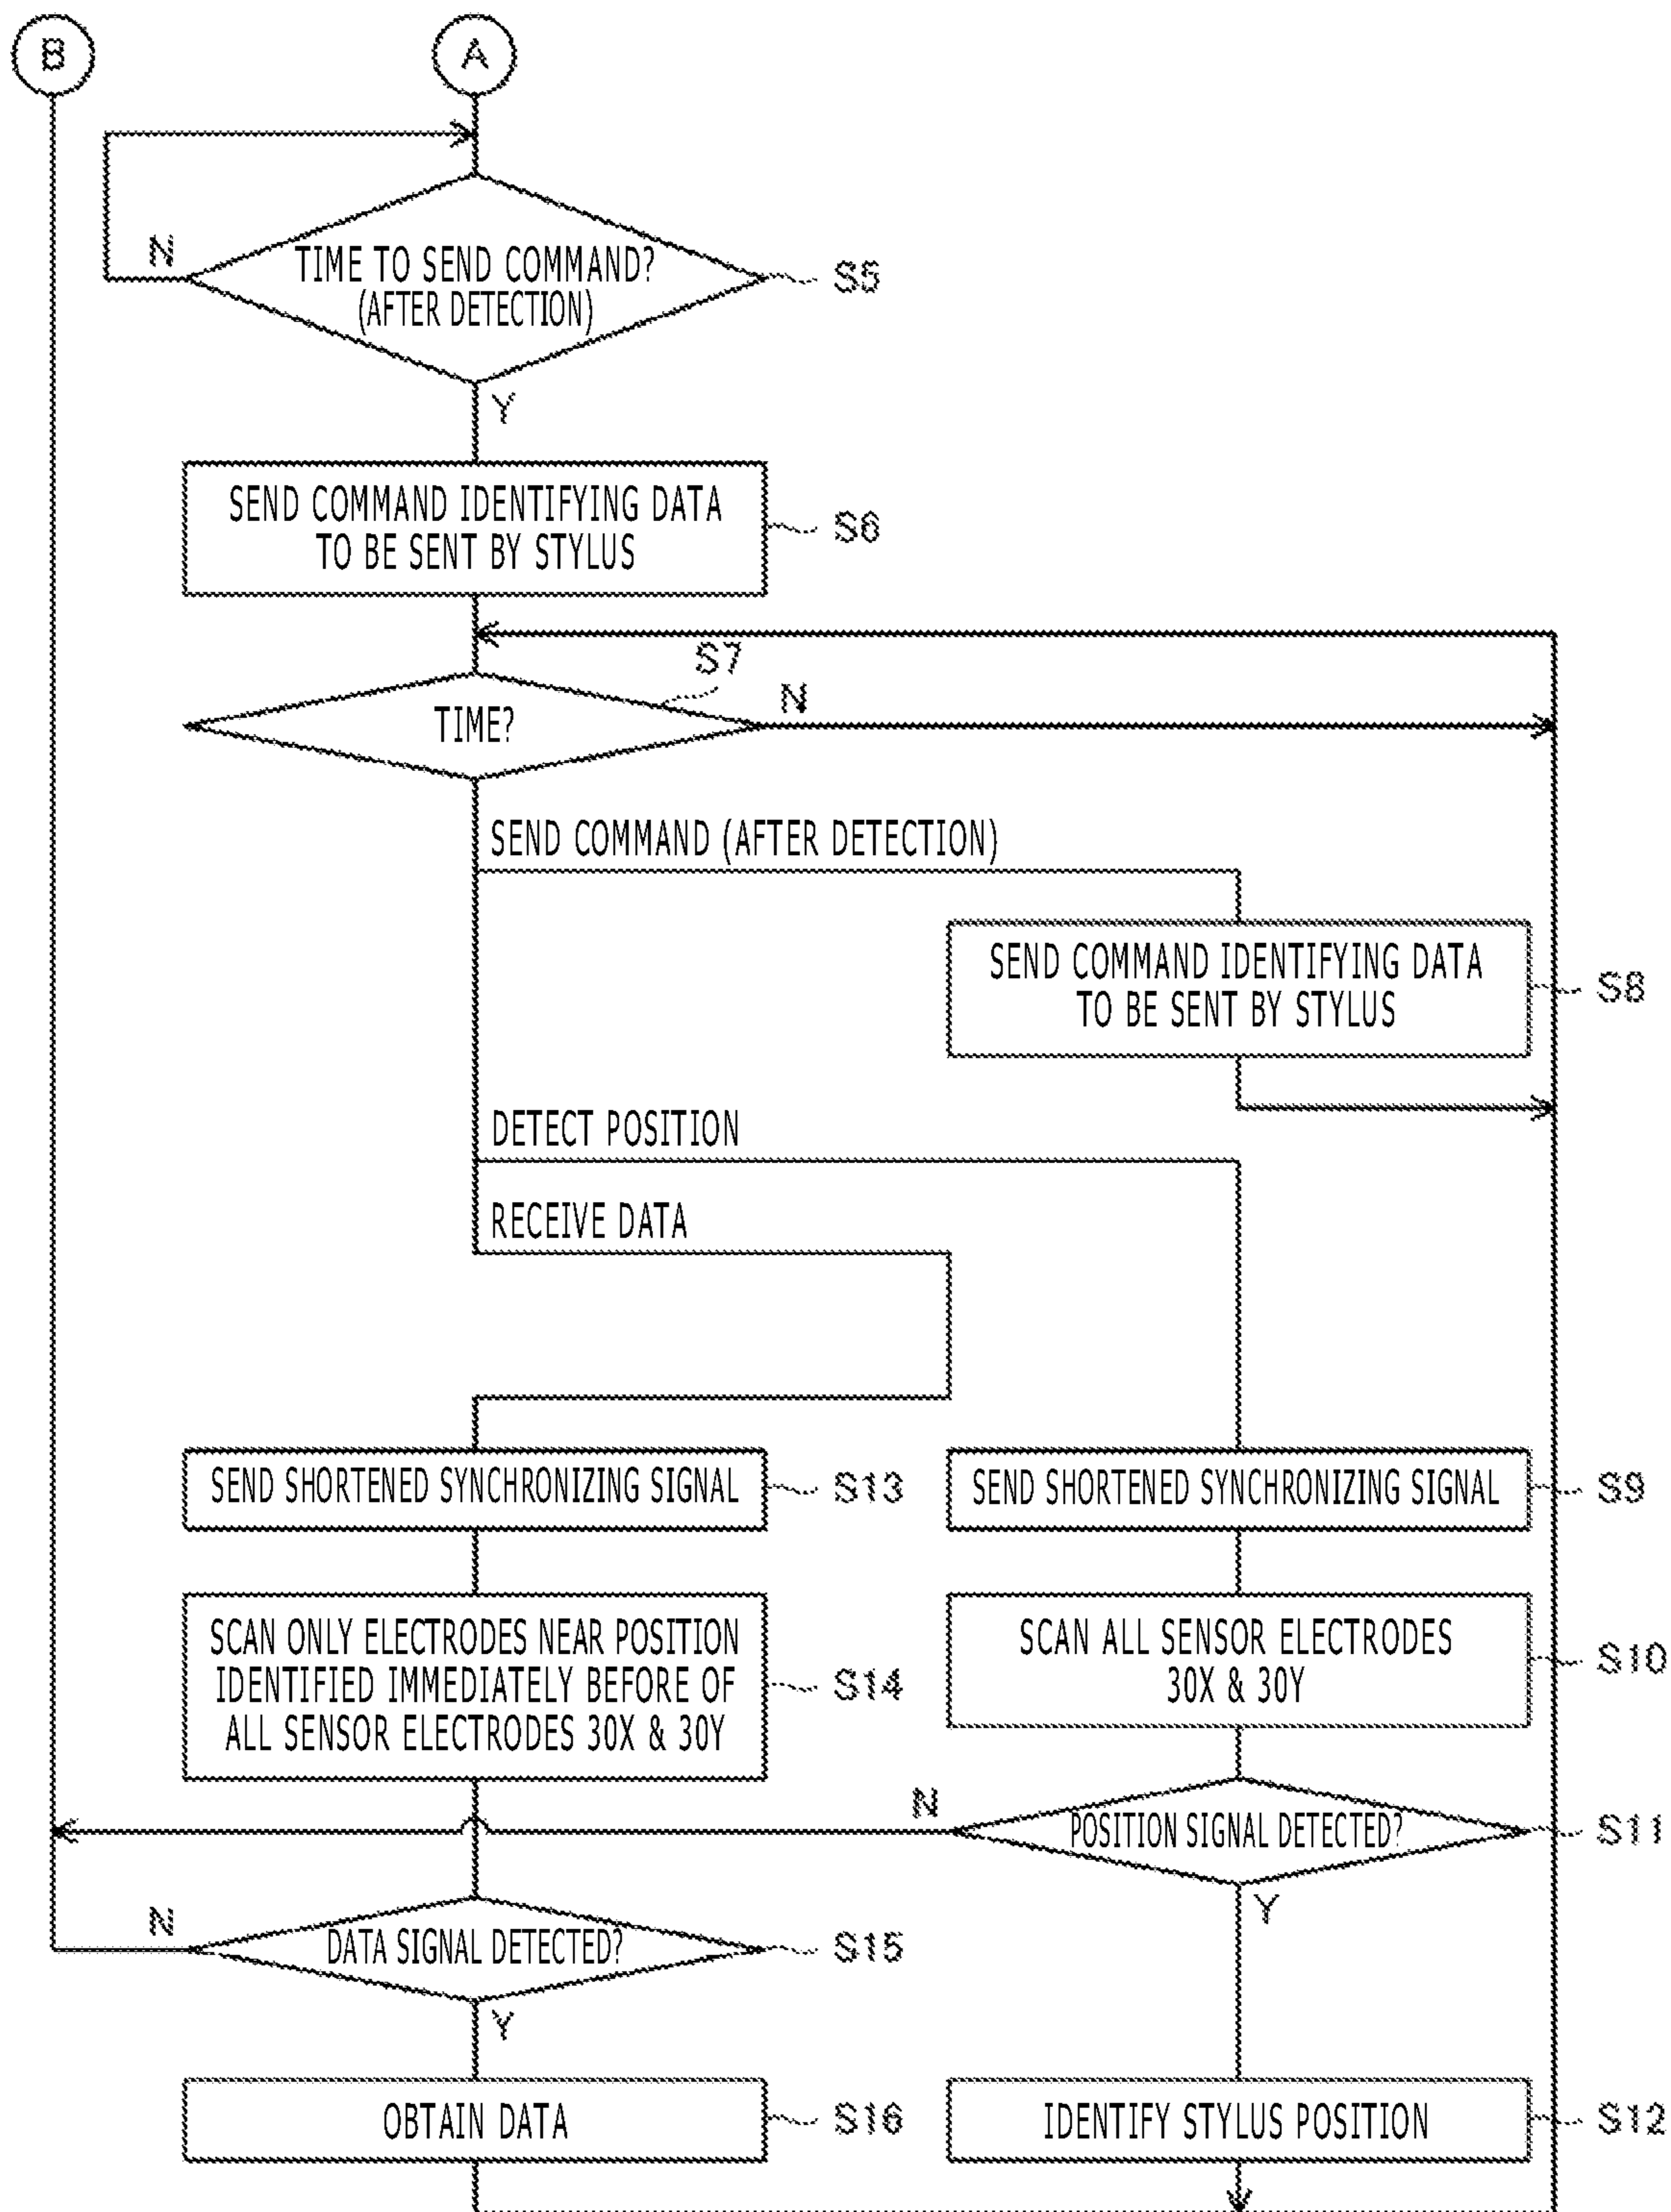 B
A
N
TIME TO SEND COMMAND?
(AFTER DETECTION)
S5
Y
SEND COMMAND IDENTIFYING DATA
TO BE SENT BY STYLUS
S6
S7
N
TIME?
SEND COMMAND (AFTER DETECTION)
SEND COMMAND IDENTIFYING DATA
TO BE SENT BY STYLUS
S8
DETECT POSITION
RECEIVE DATA
SEND SHORTENED SYNCHRONIZING SIGNAL
S13
SEND SHORTENED SYNCHRONIZING SIGNAL
S9
SCAN ONLY ELECTRODES NEAR POSITION
IDENTIFIED IMMEDIATELY BEFORE OF
ALL SENSOR ELECTRODES 30X & 30Y
S14
SCAN ALL SENSOR ELECTRODES
30X & 30Y
S10
N
POSITION SIGNAL DETECTED?
S11
Y
N
DATA SIGNAL DETECTED?
S15
Y
OBTAIN DATA
S16
IDENTIFY STYLUS POSITION
S12